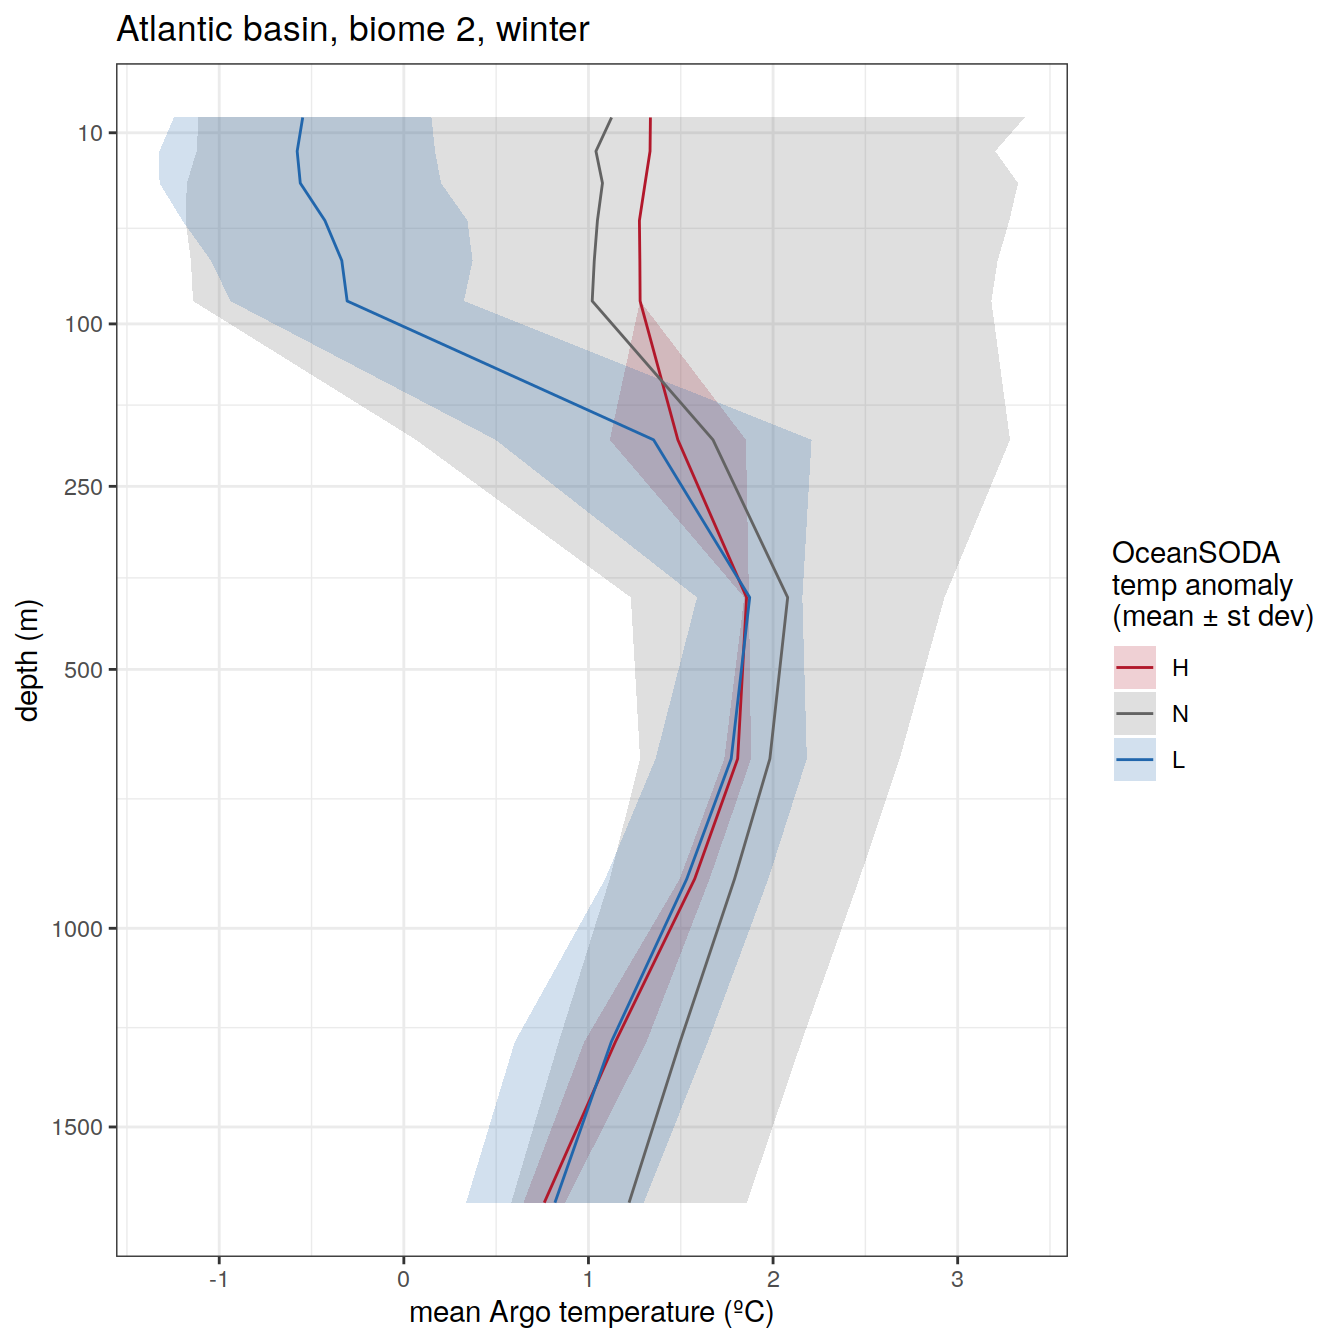 Atlantic basin, biome 2, winter
10
100
250
500
1000
1500
depth (m)
-1
0
1
2
3
mean Argo temperature (ºC)
OceanSODA
temp anomaly
(mean ± st dev)
H
N
L